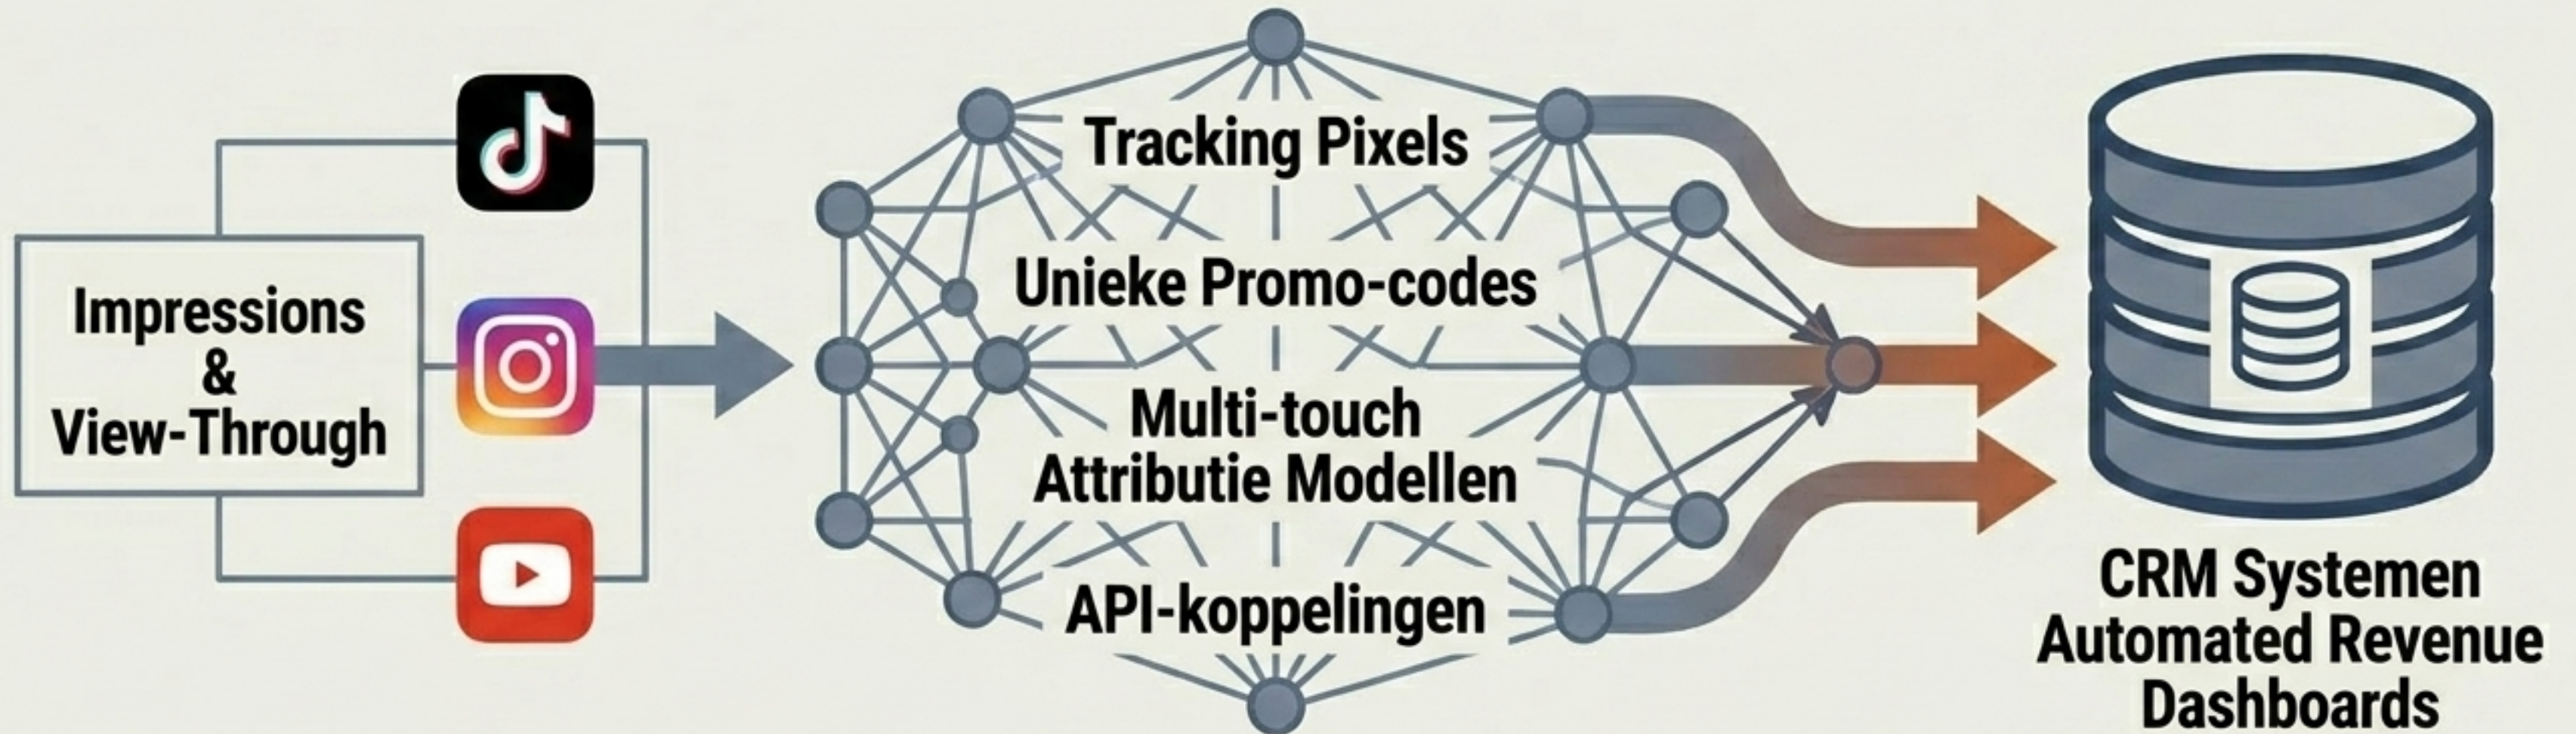 Impressions
&
View-Through
Tracking Pixels
Unieke Promo-codes
Multi-touch
Attributie Modellen
API-koppelingen
CRM Systemen
Automated Revenue
Dashboards